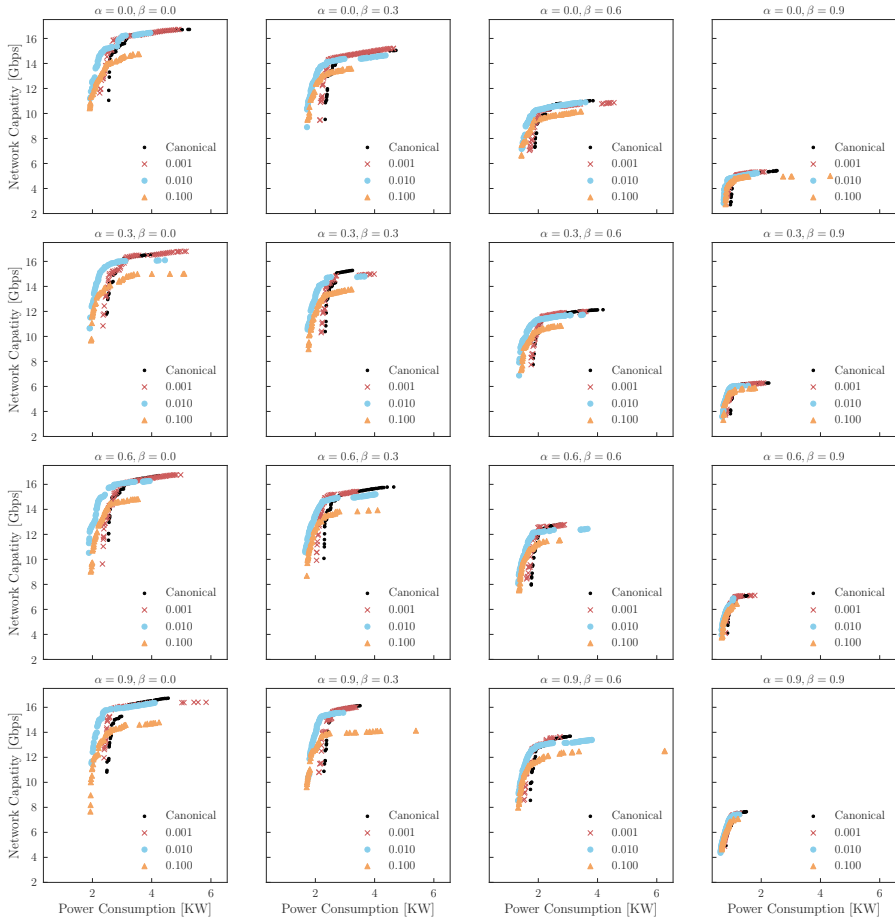 α = 0.0, β = 0.0
α = 0.0, β = 0.3
α = 0.0, β = 0.6
α = 0.0, β = 0.9
Network Capatity [Gbps]
16
14
12
10
8
6
4
2
Canonical
0.001
0.010
0.100
Canonical
0.001
0.010
0.100
Canonical
0.001
0.010
0.100
Canonical
0.001
0.010
0.100
α = 0.3, β = 0.0
α = 0.3, β = 0.3
α = 0.3, β = 0.6
α = 0.3, β = 0.9
Network Capatity [Gbps]
16
14
12
10
8
6
4
2
Canonical
0.001
0.010
0.100
Canonical
0.001
0.010
0.100
Canonical
0.001
0.010
0.100
Canonical
0.001
0.010
0.100
α = 0.6, β = 0.0
α = 0.6, β = 0.3
α = 0.6, β = 0.6
α = 0.6, β = 0.9
Network Capatity [Gbps]
16
14
12
10
8
6
4
2
Canonical
0.001
0.010
0.100
Canonical
0.001
0.010
0.100
Canonical
0.001
0.010
0.100
Canonical
0.001
0.010
0.100
α = 0.9, β = 0.0
α = 0.9, β = 0.3
α = 0.9, β = 0.6
α = 0.9, β = 0.9
Network Capatity [Gbps]
16
14
12
10
8
6
4
2
Canonical
0.001
0.010
0.100
Canonical
0.001
0.010
0.100
Canonical
0.001
0.010
0.100
Canonical
0.001
0.010
0.100
2 4 6
2 4 6
2 4 6
2 4 6
Power Consumption [KW]
Power Consumption [KW]
Power Consumption [KW]
Power Consumption [KW]